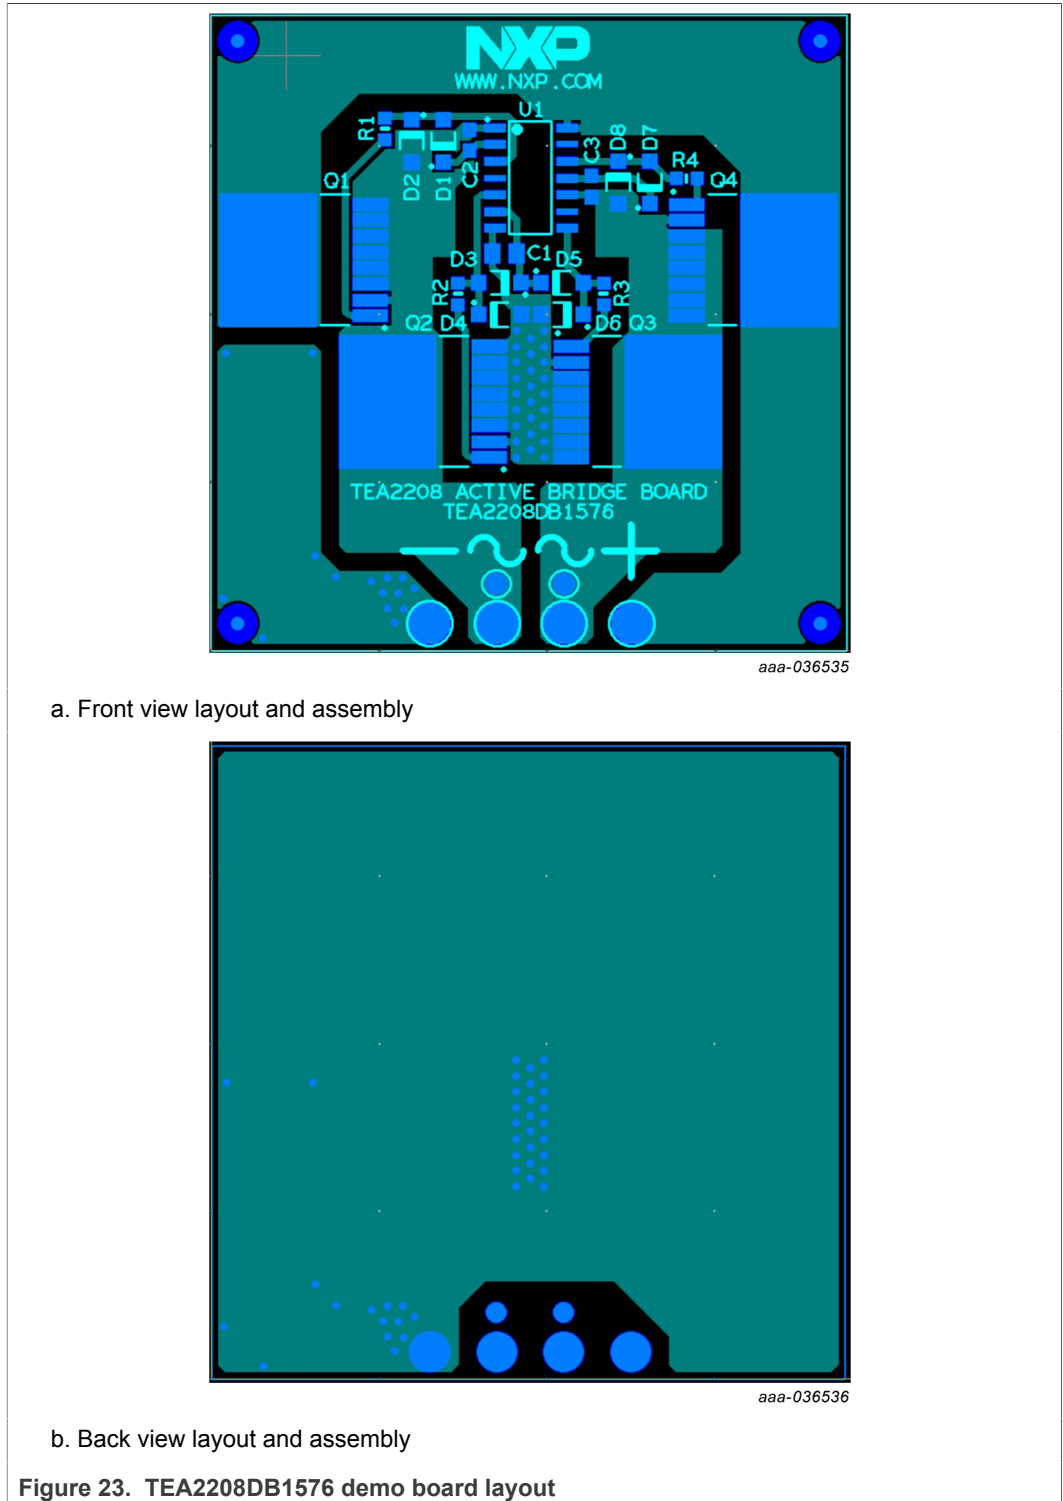 NXP
WWW.NXP.COM
U1
R1
D2
D1
C2
C3
D8
D7
R4
Q1
Q4
D3
C1
D5
R2
R3
Q2
D4
D6
Q3
TEA2208 ACTIVE BRIDGE BOARD
TEA2208DB1576
aaa-036535
a. Front view layout and assembly
aaa-036536
b. Back view layout and assembly
Figure 23. TEA2208DB1576 demo board layout